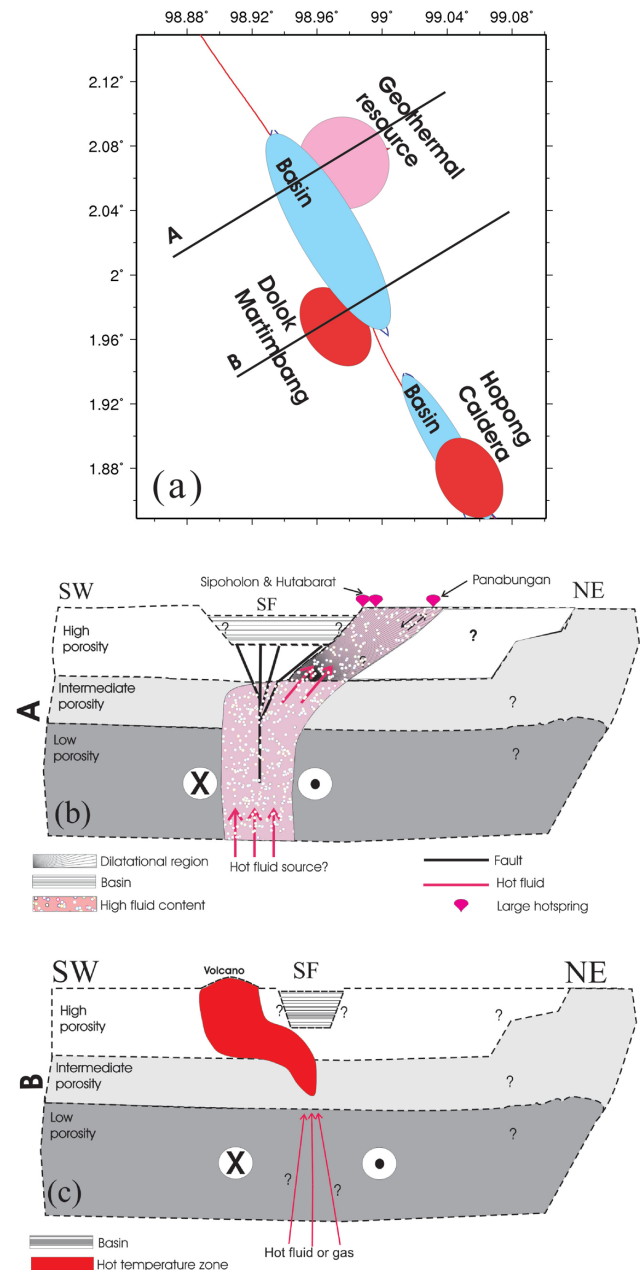 98.88˚ 98.92˚ 98.96˚ 99˚ 99.04˚ 99.08˚
2.12˚
2.08˚
2.04˚
2˚
1.96˚
1.92˚
1.88˚
Geothermal
resource
Basin
A
Dolok
Martimbang
B
Basin
Hopong
Caldera
(a)
Sipoholon & Hutabarat
Panabungan
SW
SF
NE
? ?
High
porosity
?
?
Intermediate
porosity
?
A
Low
porosity
?
X
(b)
Hot fluid source?
Dilatational region
Basin
High fluid content
Fault
Hot fluid
Large hotspring
SW
Volcano
SF
NE
High
porosity
? ?
?
Intermediate
porosity
?
B
Low
porosity
?
X
? ?
(c)
Hot fluid or gas
Basin
Hot temperature zone